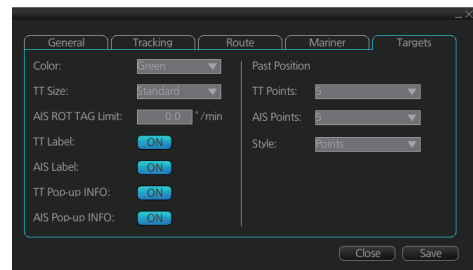 General Tracking Route Mariner Targets
Color: Green
TT Size: Standard
AIS ROT TAG Limit: 0.0 °/min
TT Label: ON
AIS Label: ON
TT Pop-up INFO: ON
AIS Pop-up INFO: ON
Past Position
TT Points: 5
AIS Points: 5
Style: Points
Close Save